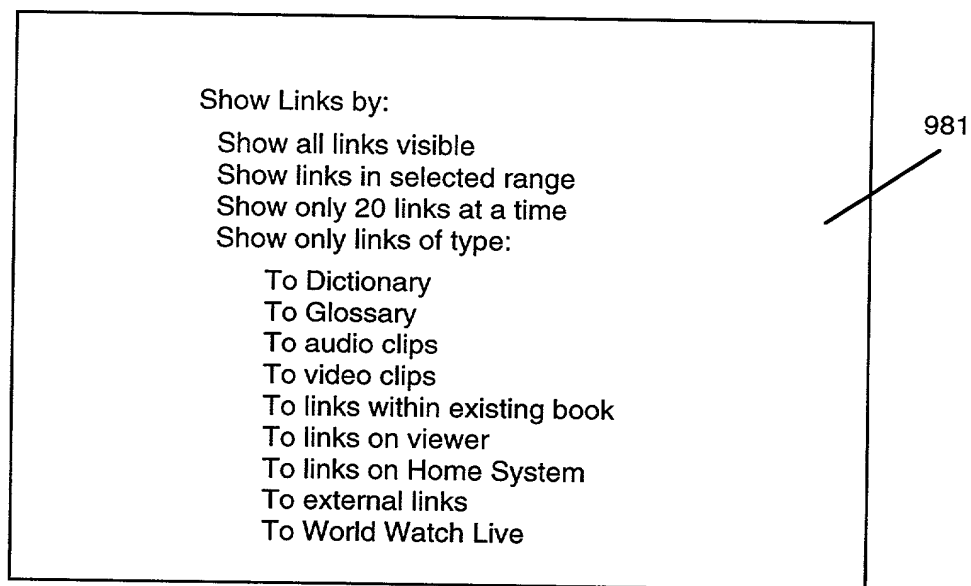 Show Links by:
Show all links visible
Show links in selected range
Show only 20 links at a time
Show only links of type:
To Dictionary
To Glossary
To audio clips
To video clips
To links within existing book
To links on viewer
To links on Home System
To external links
To World Watch Live
981